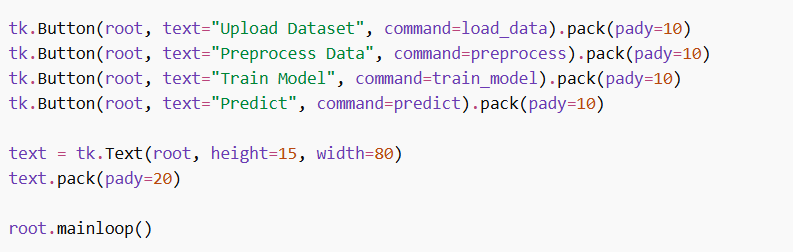 tk.Button(root, text="Upload Dataset", command=load_data).pack(pady=10)
tk.Button(root, text="Preprocess Data", command=preprocess).pack(pady=10)
tk.Button(root, text="Train Model", command=train_model).pack(pady=10)
tk.Button(root, text="Predict", command=predict).pack(pady=10)
text = tk.Text(root, height=15, width=80)
text.pack(pady=20)
root.mainloop()